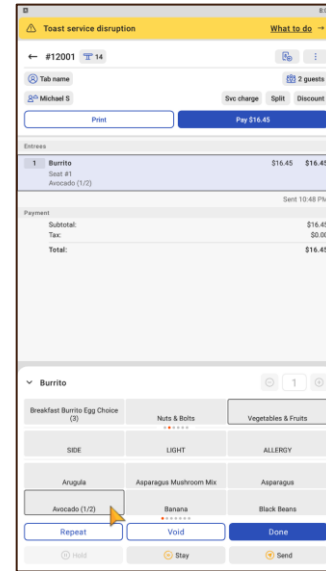 Toast service disruption What to do →
← #12001 14
Tab name 2 guests
Michael S Svc charge Split Discount
Print Pay $16.45
Entrees
1 Burrito $16.45 $16.45
Seat #1
Avocado (1/2)
Sent 10:48 PM
Payment
Subtotal: $16.45
Tax: $0.00
Total: $16.45
Burrito 1
Breakfast Burrito Egg Choice (3) Nuts & Bolts Vegetables & Fruits
SIDE LIGHT ALLERGY
Arugula Asparagus Mushroom Mix Asparagus
Avocado (1/2) Banana Black Beans
Repeat Void Done
Hold Stay Send